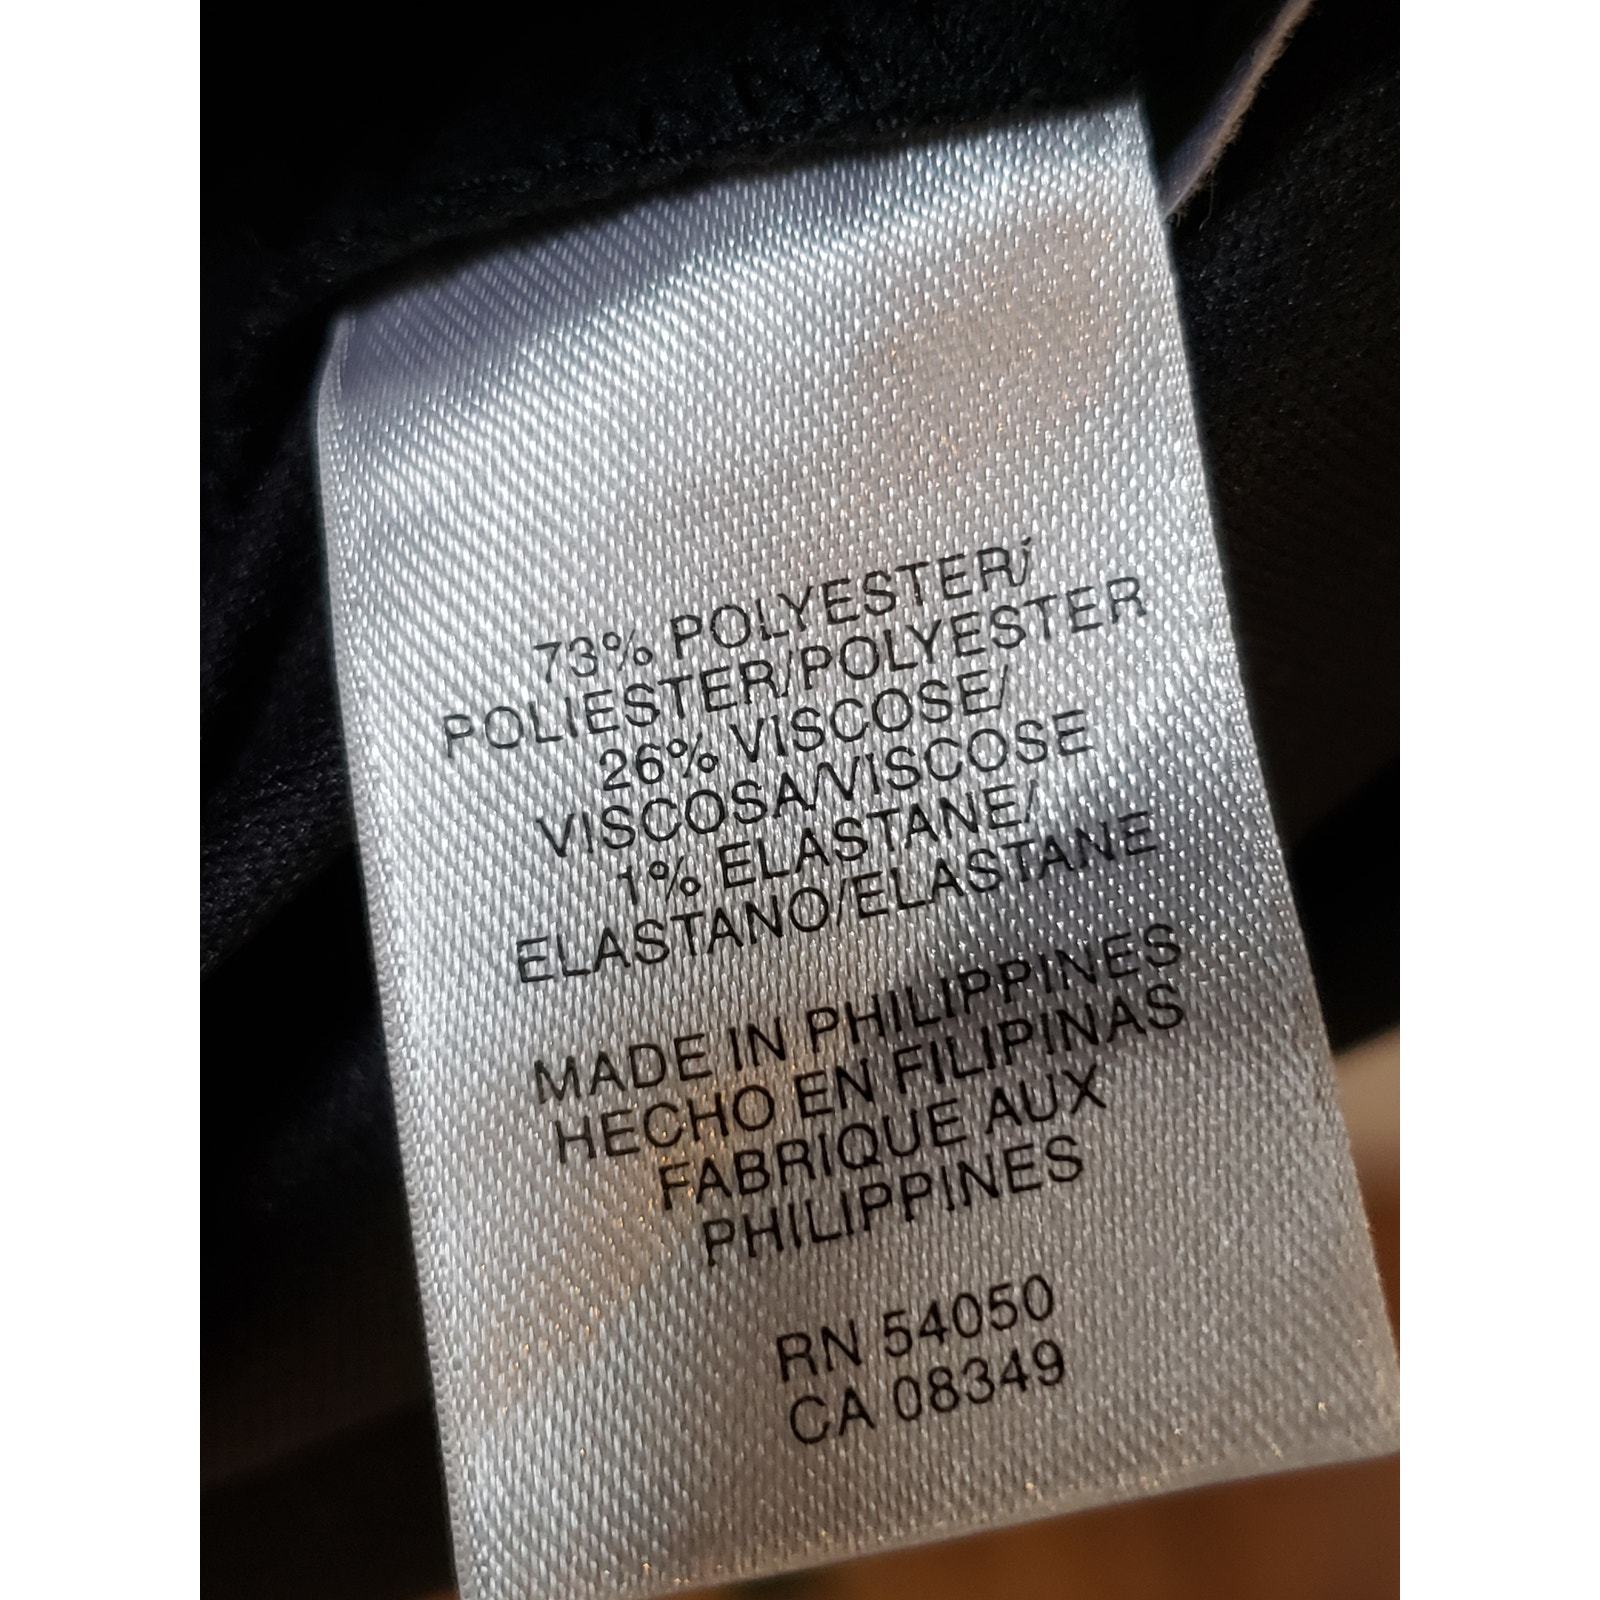 73% POLYESTER/
POLIESTER/POLYESTER
26% VISCOSE/
VISCOSA/VISCOSE
1% ELASTANE/
ELASTANO/ELASTANE
MADE IN PHILIPPINES
HECHO EN FILIPINAS
FABRIQUE AUX
PHILIPPINES
RN 54050
CA 08349